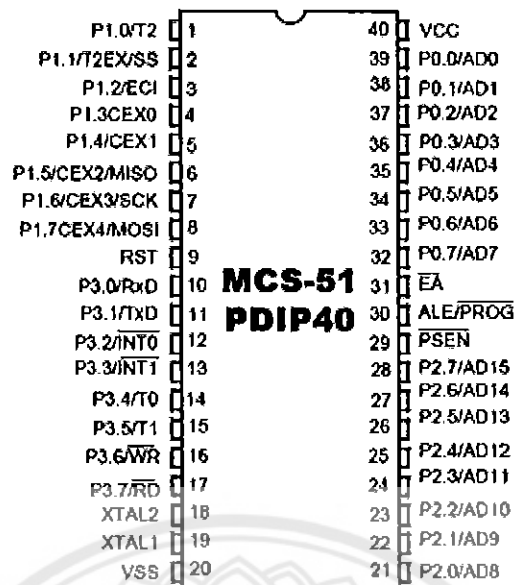 P1.0/T2 1 40 VCC
P1.1/T2EX/SS 2 39 P0.0/AD0
P1.2/ECI 3 38 P0.1/AD1
P1.3CEX0 4 37 P0.2/AD2
P1.4/CEX1 5 36 P0.3/AD3
P1.5/CEX2/MISO 6 35 P0.4/AD4
P1.6/CEX3/SCK 7 34 P0.5/AD5
P1.7CEX4/MOSI 8 33 P0.6/AD6
RST 9 32 P0.7/AD7
P3.0/RxD 10 MCS-51 31 EA
P3.1/TxD 11 PDIP40 30 ALE/PROG
P3.2/INT0 12 29 PSEN
P3.3/INT1 13 28 P2.7/AD15
P3.4/T0 14 27 P2.6/AD14
P3.5/T1 15 26 P2.5/AD13
P3.6/WR 16 25 P2.4/AD12
P3.7/RD 17 24 P2.3/AD11
XTAL2 18 23 P2.2/AD10
XTAL1 19 22 P2.1/AD9
VSS 20 21 P2.0/AD8